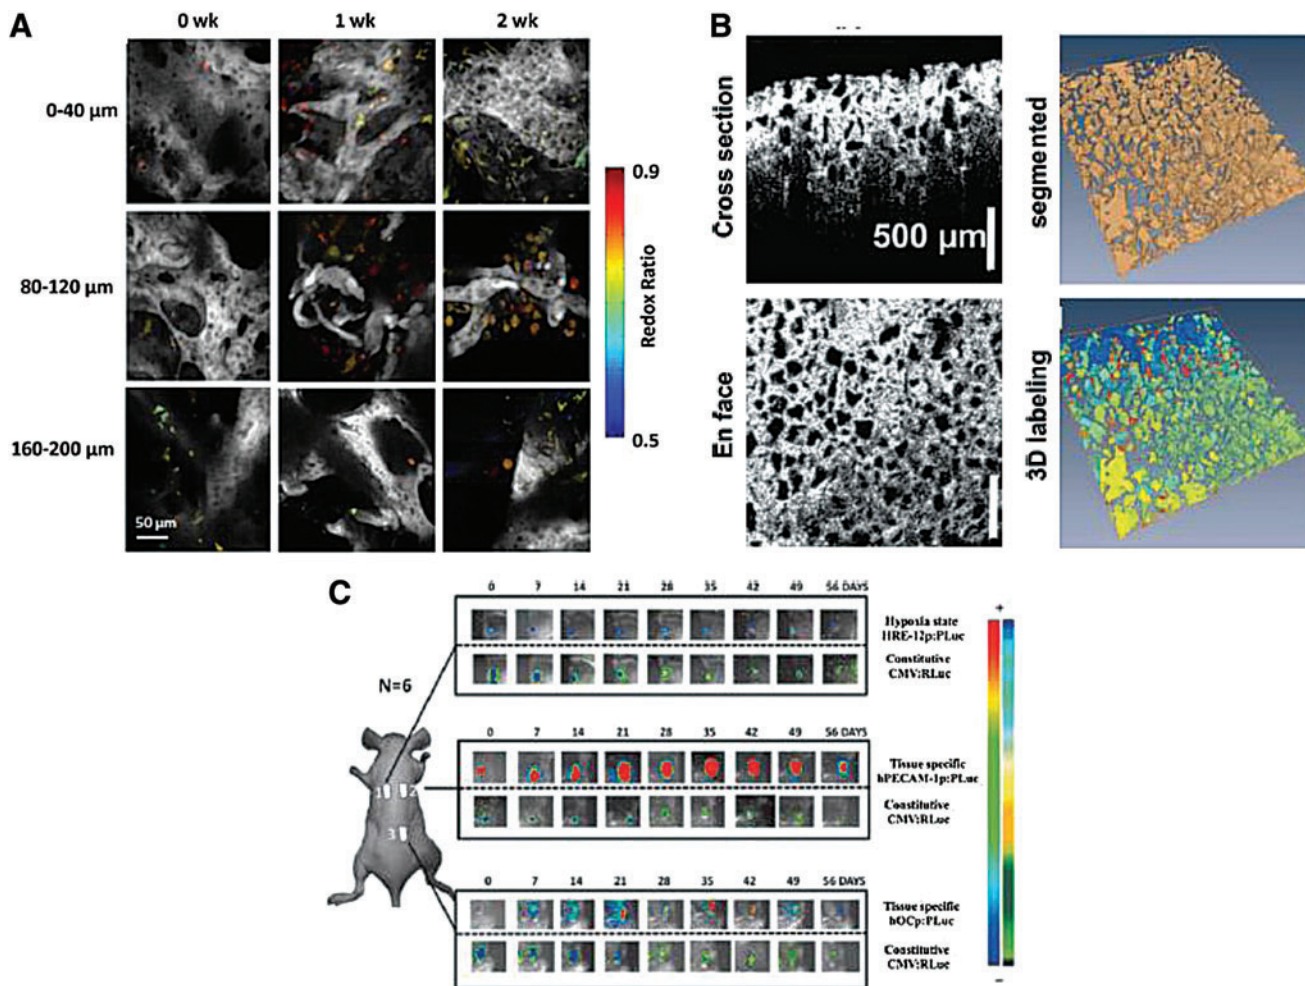 A
0 wk 1 wk 2 wk
0-40 µm
80-120 µm
160-200 µm
50 µm
0.9
Redox Ratio
0.5
B
Cross section
500 µm
segmented
En face
3D labeling
C
N=6
1 2
3
0 7 14 21 28 35 42 49 56 DAYS
Hypoxia state
HRE-12p:PLuc
Constitutive
CMV:RLuc
0 7 14 21 28 35 42 49 56 DAYS
Tissue specific
hPECAM-1p:PLuc
Constitutive
CMV:RLuc
0 7 14 21 28 35 42 49 56 DAYS
Tissue specific
hOCp:PLuc
Constitutive
CMV:RLuc
+
–